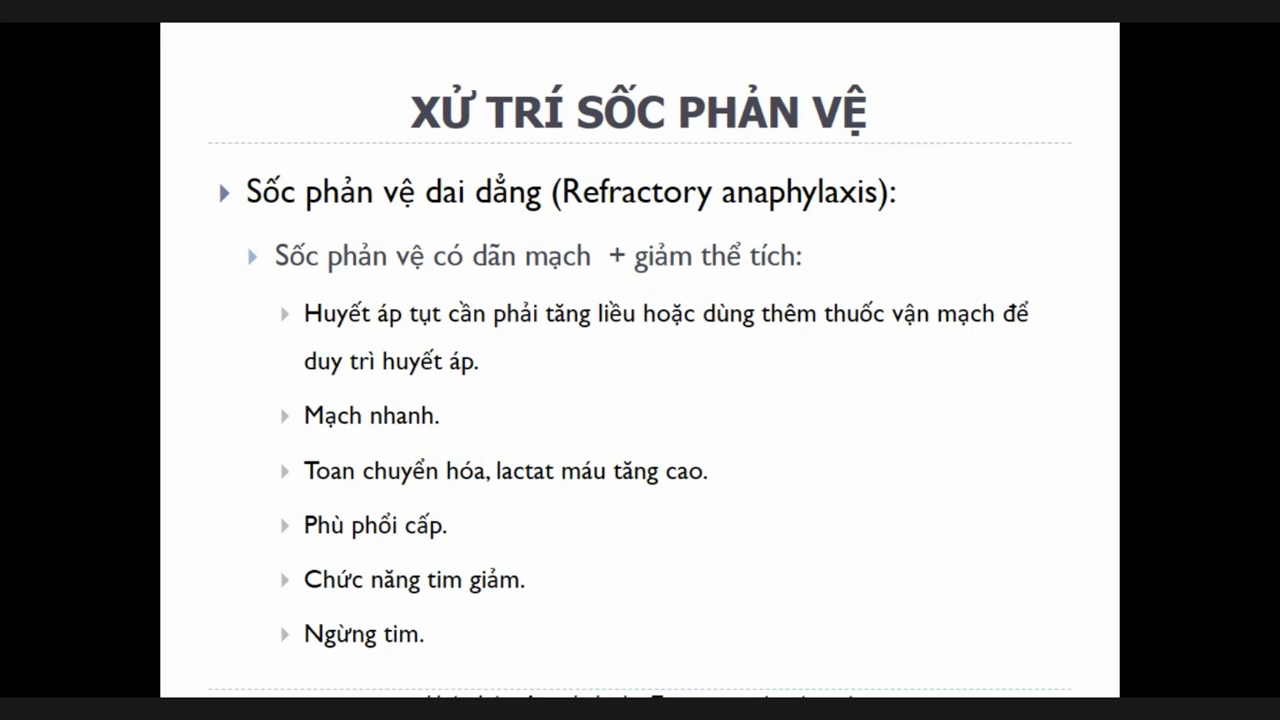 XỬ TRÍ SỐC PHẢN VỆ
Sốc phản vệ dai dẳng (Refractory anaphylaxis):
Sốc phản vệ có dãn mạch + giảm thể tích:
Huyết áp tụt cần phải tăng liều hoặc dùng thêm thuốc vận mạch để
duy trì huyết áp.
Mạch nhanh.
Toan chuyển hóa, lactat máu tăng cao.
Phù phổi cấp.
Chức năng tim giảm.
Ngừng tim.